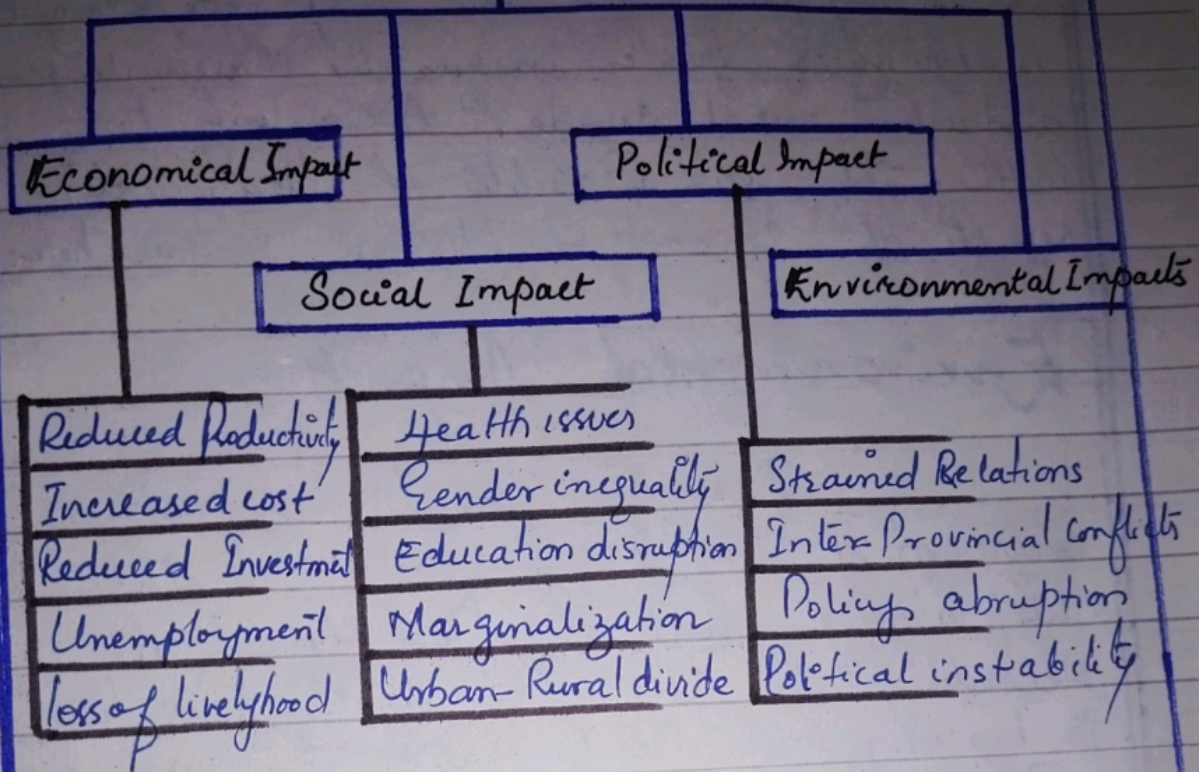 Economical Impact
Political Impact
Social Impact
Environmental Impacts
Reduced Productivity
Increased cost
Reduced Investmet
Unemployment
loss of livelyhood
Health issues
Gender inequality
Education disruption
Marginalization
Urban-Rural divide
Strained Relations
Inter Provincial Conflicts
Policy abruption
Political instability